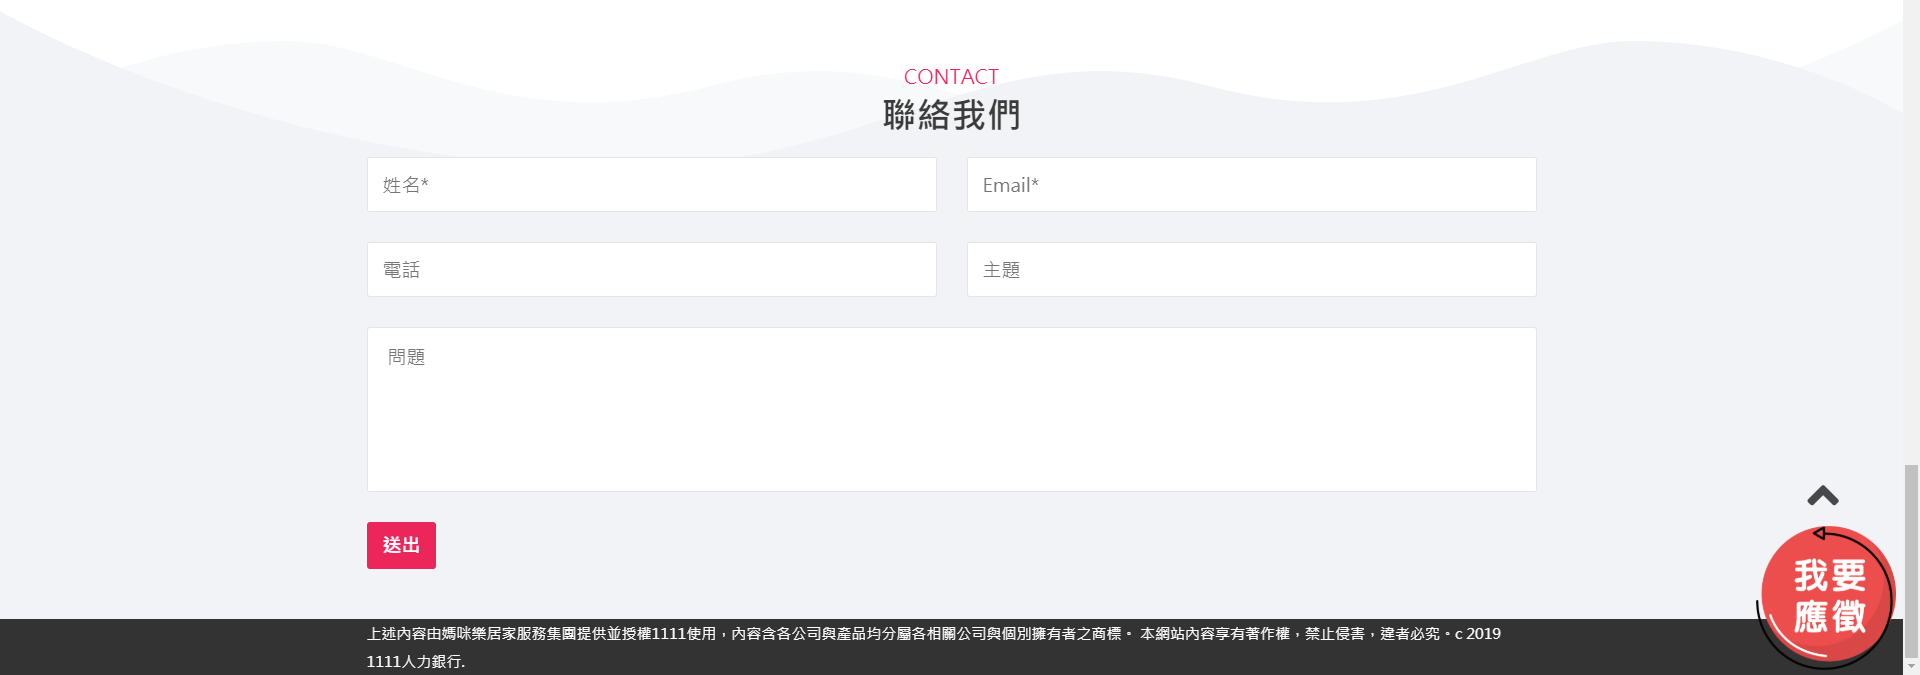 CONTACT
聯絡我們
姓名*
Email*
電話
主題
問題
送出
我要
應徵
上述內容由媽咪樂居家服務集團提供並授權1111使用，內容含各公司與產品均分屬各相關公司與個別擁有者之商標。 本網站內容享有著作權，禁止侵害，違者必究。c 2019
1111人力銀行.